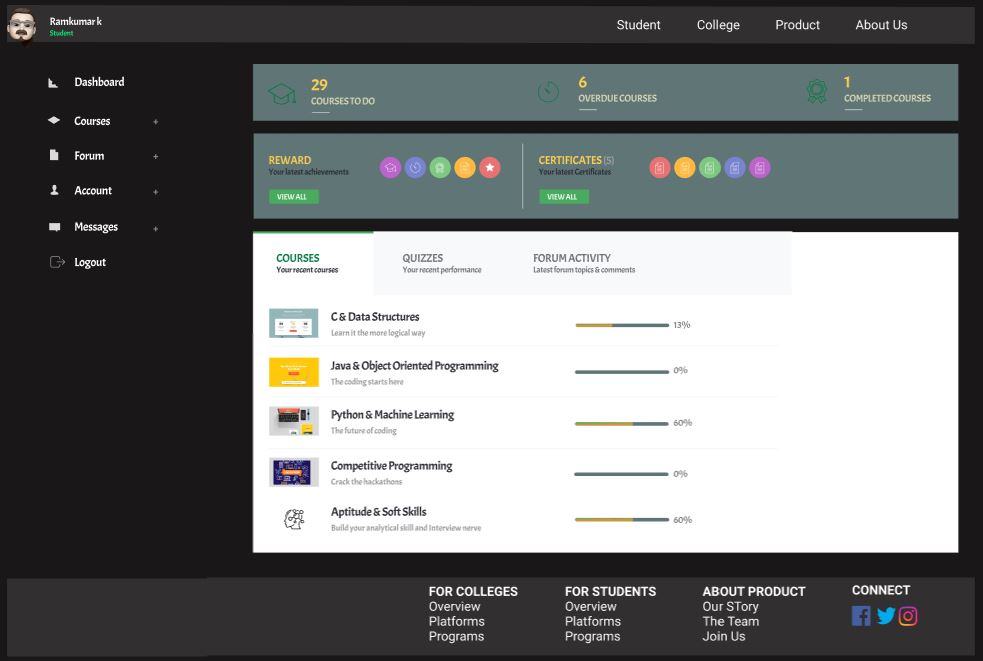 Ramkumar k
Student
Student College Product About Us
Dashboard
Courses +
Forum +
Account +
Messages +
Logout
29
COURSES TO DO
6
OVERDUE COURSES
1
COMPLETED COURSES
REWARD
Your latest achievements
VIEW ALL
CERTIFICATES (5)
Your latest Certificates
VIEW ALL
COURSES
Your recent courses
QUIZZES
Your recent performance
FORUM ACTIVITY
Latest forum topics & comments
C & Data Structures
Learn it the more logical way
13%
Java & Object Oriented Programming
The coding starts here
0%
Python & Machine Learning
The future of coding
60%
Competitive Programming
Crack the hackathons
0%
Aptitude & Soft Skills
Build your analytical skill and Interview nerve
60%
FOR COLLEGES
Overview
Platforms
Programs
FOR STUDENTS
Overview
Platforms
Programs
ABOUT PRODUCT
Our STory
The Team
Join Us
CONNECT